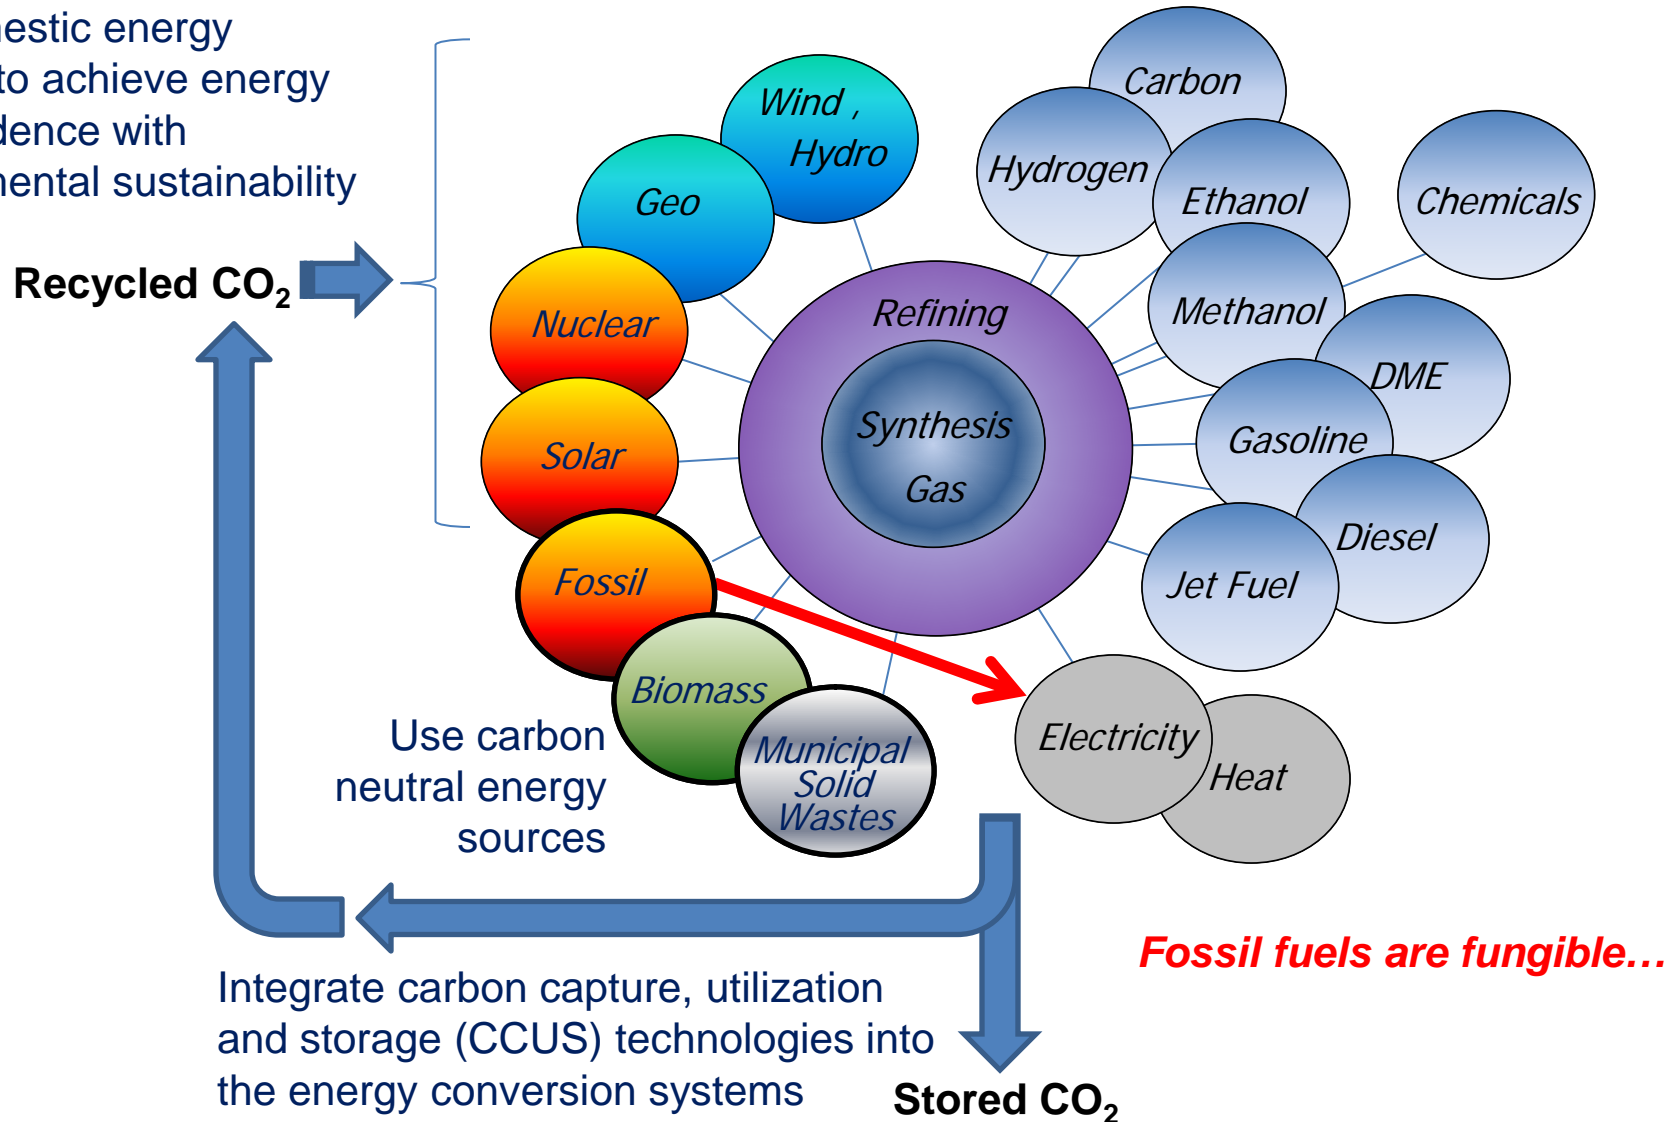 energy
to achieve energy
with
sustainability
Recycled CO₂
Wind ,
Hydro
Geo
Nuclear
Solar
Fossil
Biomass
Municipal
Solid
Wastes
Refining
Synthesis
Gas
Carbon
Hydrogen
Ethanol
Chemicals
Methanol
DME
Gasoline
Diesel
Jet Fuel
Electricity
Heat
Use carbon
neutral energy
sources
Fossil fuels are fungible…
Integrate carbon capture, utilization
and storage (CCUS) technologies into
the energy conversion systems
Stored CO₂